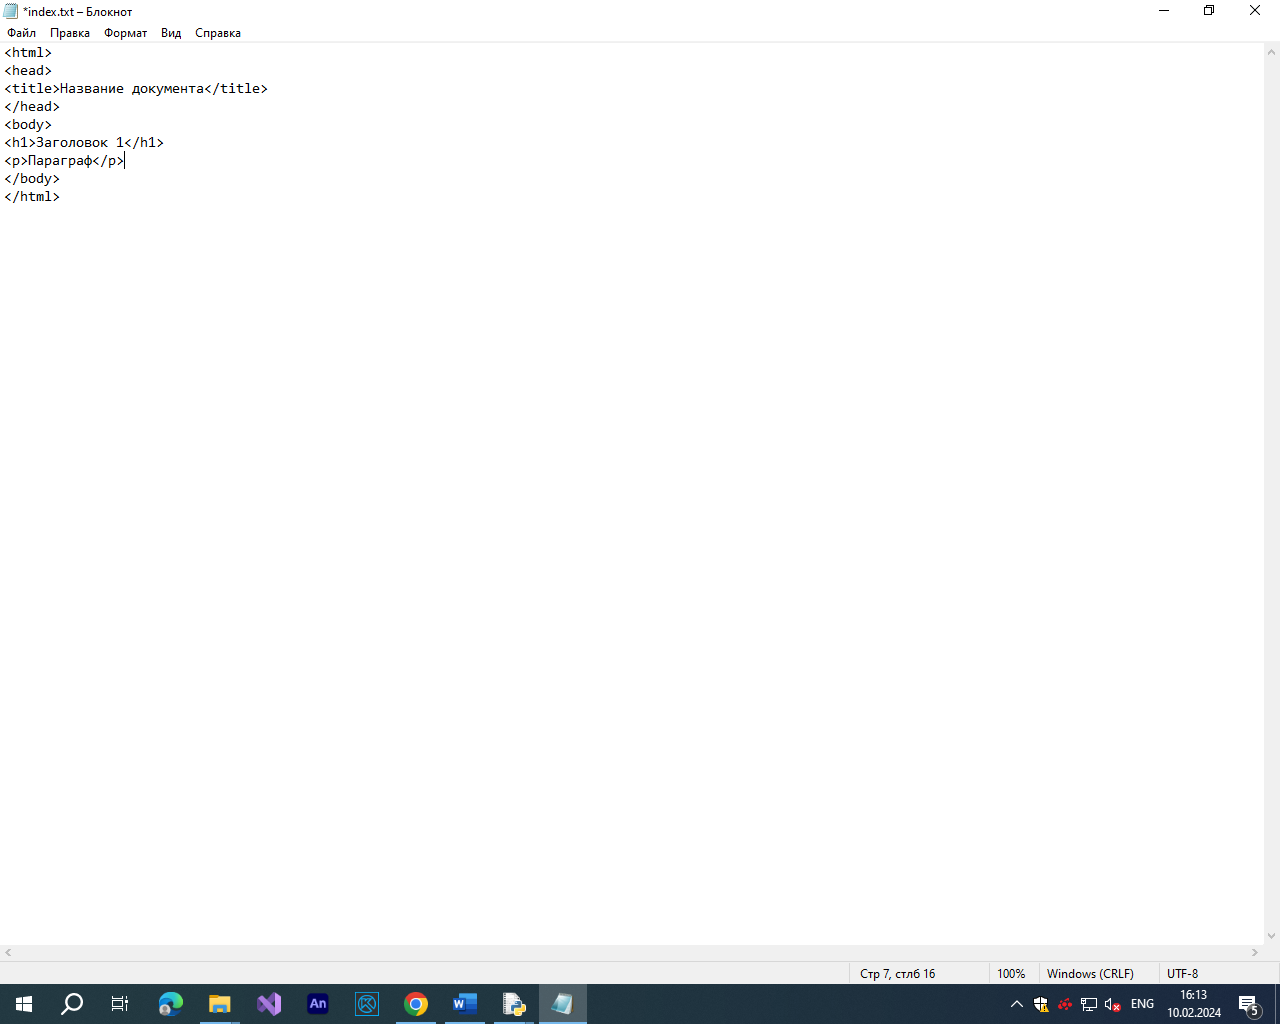 *index.txt – Блокнот
Файл Правка Формат Вид Справка
<html>
<head>
<title>Название документа</title>
</head>
<body>
<h1>Заголовок 1</h1>
<p>Параграф</p>
</body>
</html>
Стр 7, стлб 16 100% Windows (CRLF) UTF-8
An W ENG 16:13
10.02.2024 5